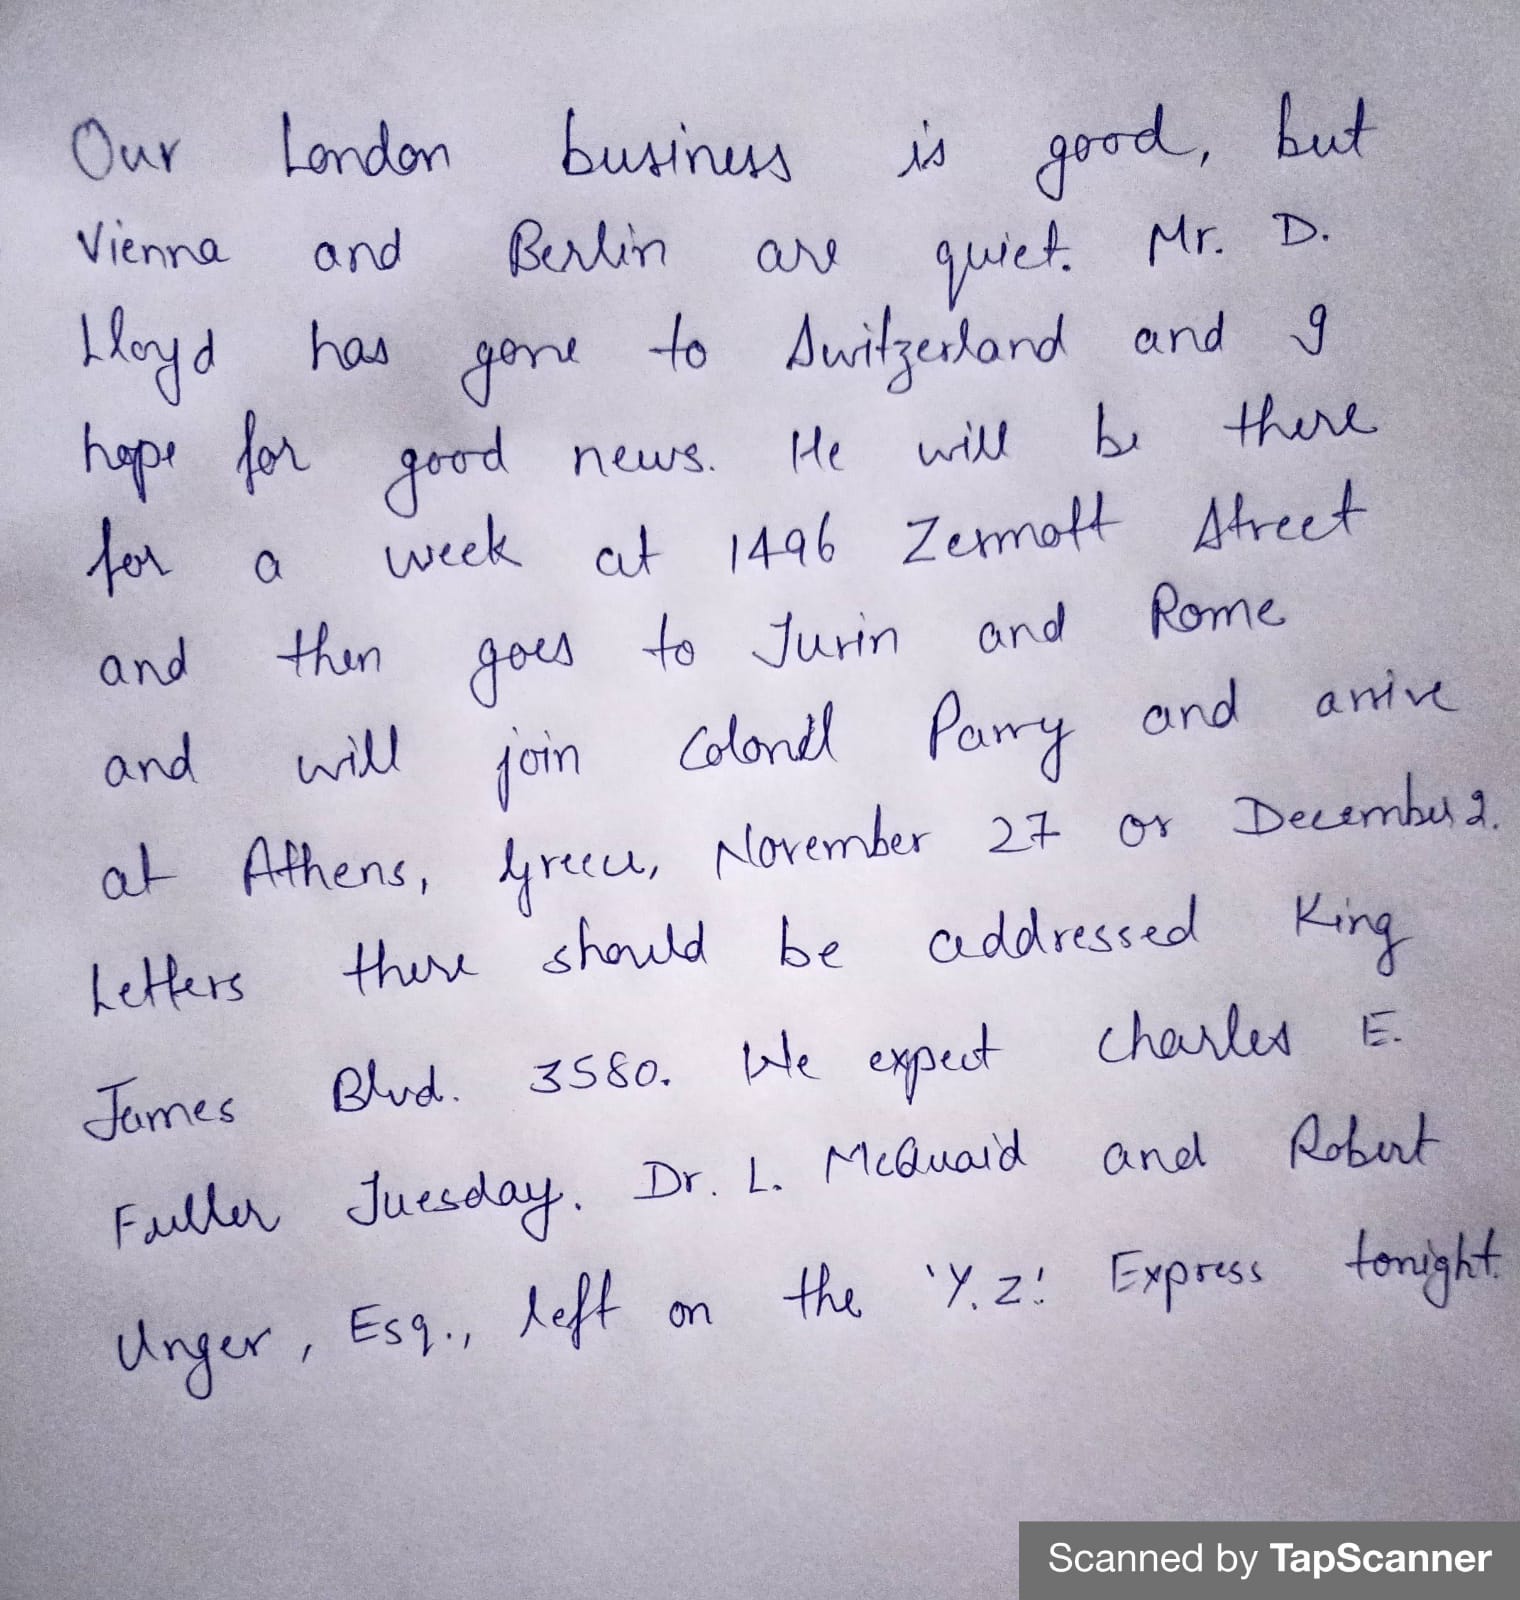 Our London business is good, but
Vienna and Berlin are quiet. Mr. D.
Lloyd has gone to Switzerland and I
hope for good news. He will be there
for a week at 1496 Zermott Street
and then goes to Turin and Rome
and will join Colonel Parry and arrive
at Athens, Greece, November 27 or December 2.
Letters there should be addressed King
James Blvd. 3580. We expect Charles E.
Fuller Tuesday. Dr. L. McQuaid and Robert
Unger, Esq., left on the 'Y.Z.' Express tonight.
Scanned by TapScanner